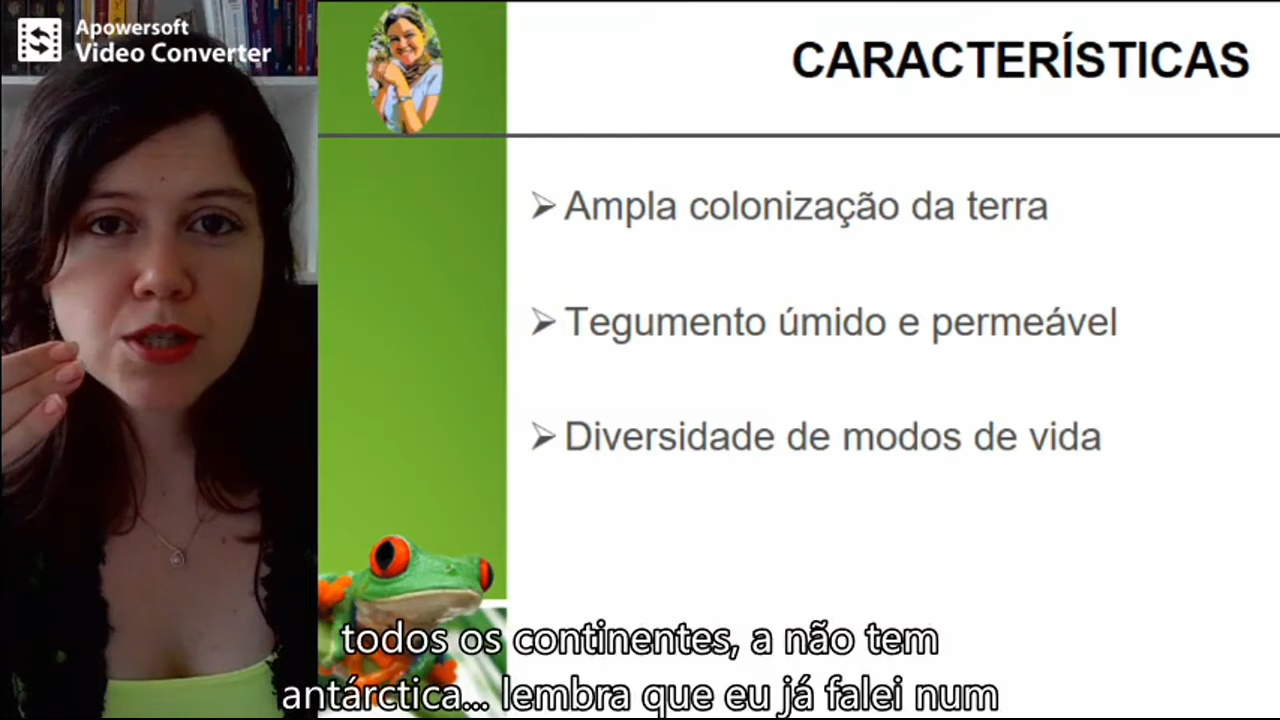 Apowersoft
Video Converter
CARACTERÍSTICAS
Ampla colonização da terra
Tegumento úmido e permeável
Diversidade de modos de vida
todos os continentes, a não tem
antárctica... lembra que eu já falei num